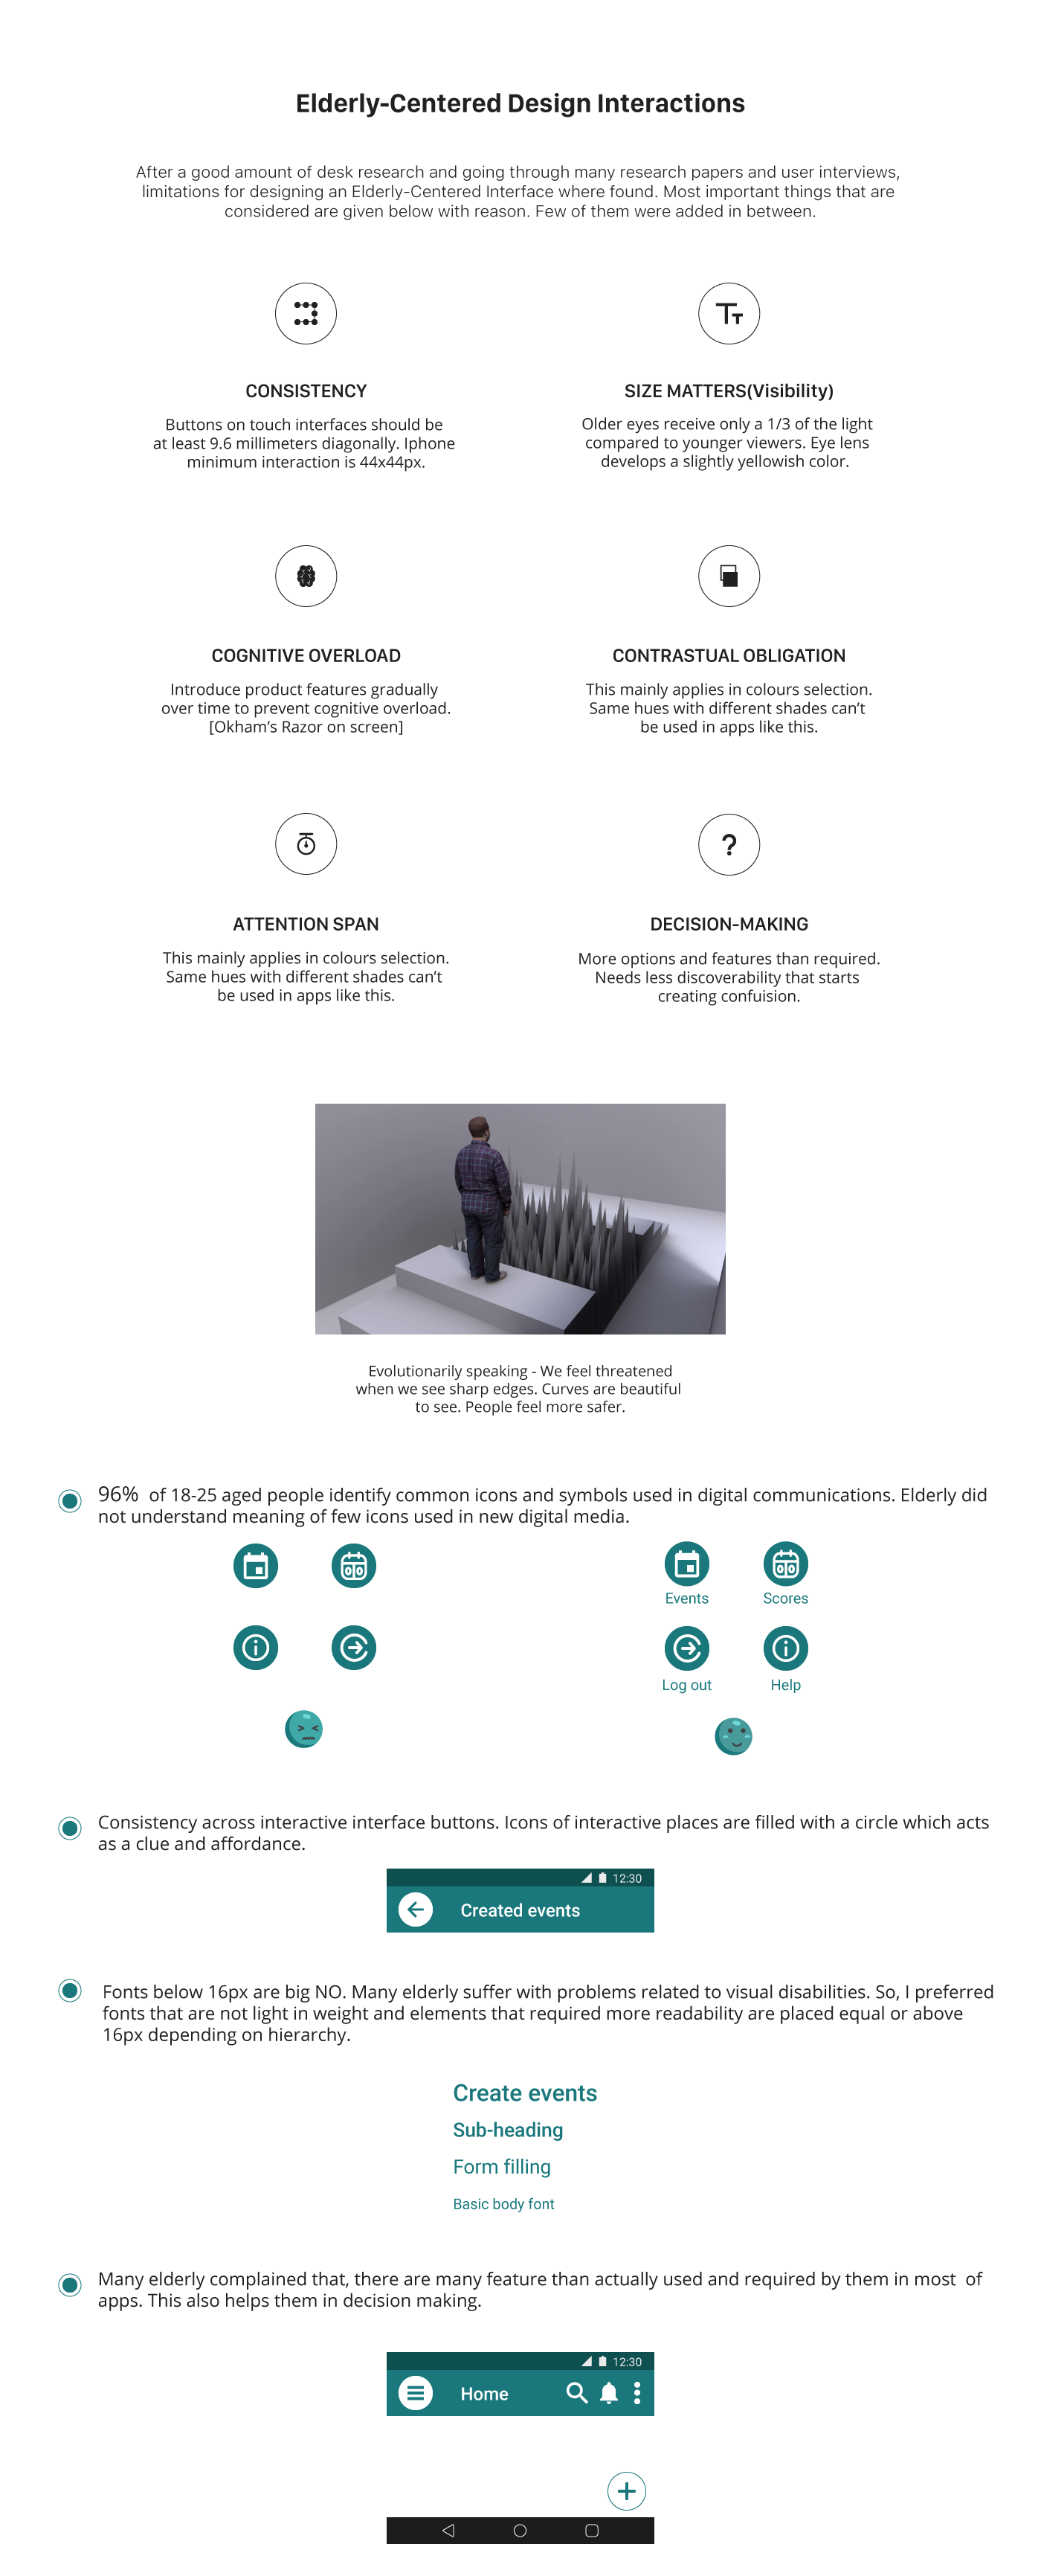 Elderly-Centered Design Interactions
After a good amount of desk research and going through many research papers and user interviews,
limitations for designing an Elderly-Centered Interface where found. Most important things that are
considered are given below with reason. Few of them were added in between.
CONSISTENCY
Buttons on touch interfaces should be
at least 9.6 millimeters diagonally. Iphone
minimum interaction is 44x44px.
SIZE MATTERS(Visibility)
Older eyes receive only a 1/3 of the light
compared to younger viewers. Eye lens
develops a slightly yellowish color.
COGNITIVE OVERLOAD
Introduce product features gradually
over time to prevent cognitive overload.
[Okham's Razor on screen]
CONTRASTUAL OBLIGATION
This mainly applies in colours selection.
Same hues with different shades can't
be used in apps like this.
ATTENTION SPAN
This mainly applies in colours selection.
Same hues with different shades can't
be used in apps like this.
DECISION-MAKING
More options and features than required.
Needs less discoverability that starts
creating confuision.
Evolutionarily speaking - We feel threatened
when we see sharp edges. Curves are beautiful
to see. People feel more safer.
96% of 18-25 aged people identify common icons and symbols used in digital communications. Elderly did
not understand meaning of few icons used in new digital media.
Events
Scores
Log out
Help
Consistency across interactive interface buttons. Icons of interactive places are filled with a circle which acts
as a clue and affordance.
12:30
Created events
Fonts below 16px are big NO. Many elderly suffer with problems related to visual disabilities. So, I preferred
fonts that are not light in weight and elements that required more readability are placed equal or above
16px depending on hierarchy.
Create events
Sub-heading
Form filling
Basic body font
Many elderly complained that, there are many feature than actually used and required by them in most of
apps. This also helps them in decision making.
12:30
Home